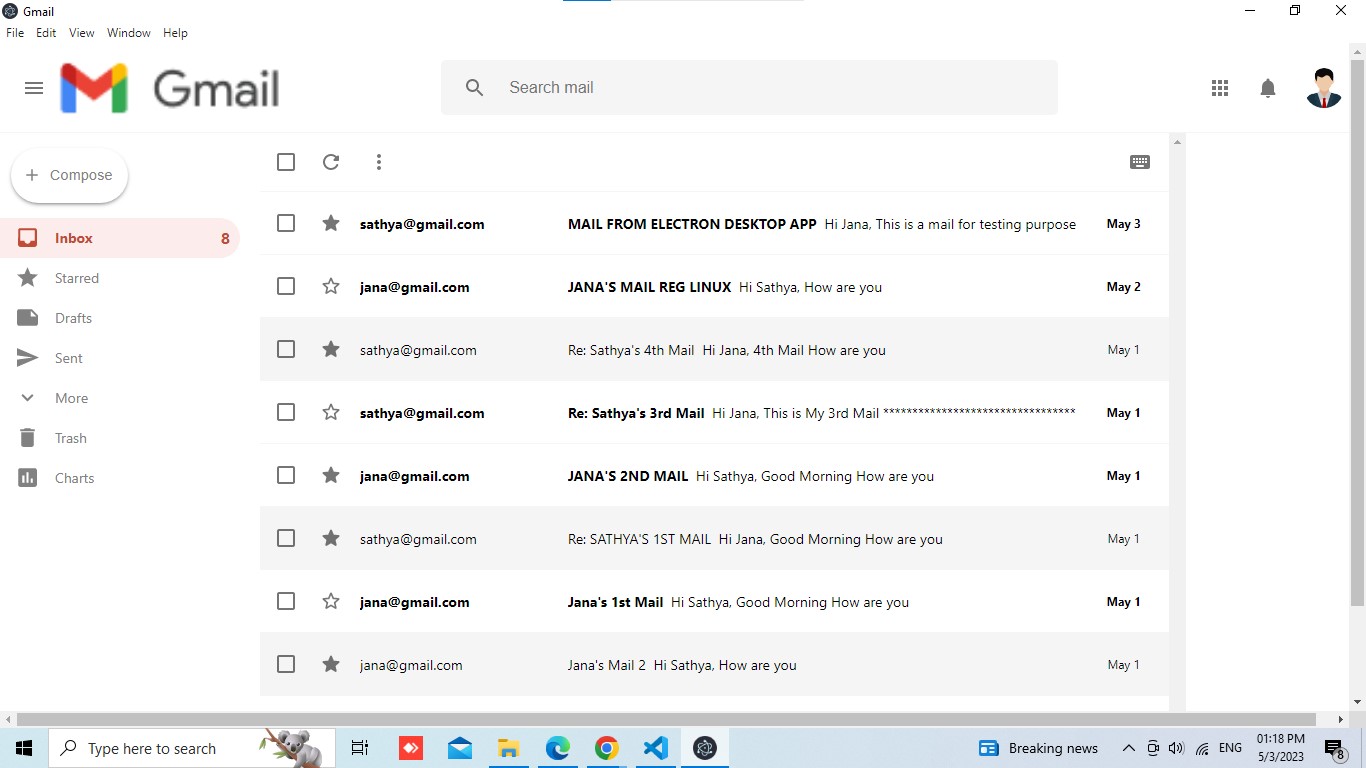 Gmail
File Edit View Window Help
Gmail
Search mail
Compose
Inbox 8
Starred
Drafts
Sent
More
Trash
Charts
sathya@gmail.com MAIL FROM ELECTRON DESKTOP APP Hi Jana, This is a mail for testing purpose May 3
jana@gmail.com JANA'S MAIL REG LINUX Hi Sathya, How are you May 2
sathya@gmail.com Re: Sathya's 4th Mail Hi Jana, 4th Mail How are you May 1
sathya@gmail.com Re: Sathya's 3rd Mail Hi Jana, This is My 3rd Mail ********************************* May 1
jana@gmail.com JANA'S 2ND MAIL Hi Sathya, Good Morning How are you May 1
sathya@gmail.com Re: SATHYA'S 1ST MAIL Hi Jana, Good Morning How are you May 1
jana@gmail.com Jana's 1st Mail Hi Sathya, Good Morning How are you May 1
jana@gmail.com Jana's Mail 2 Hi Sathya, How are you May 1
Type here to search
Breaking news
ENG
01:18 PM
5/3/2023
8